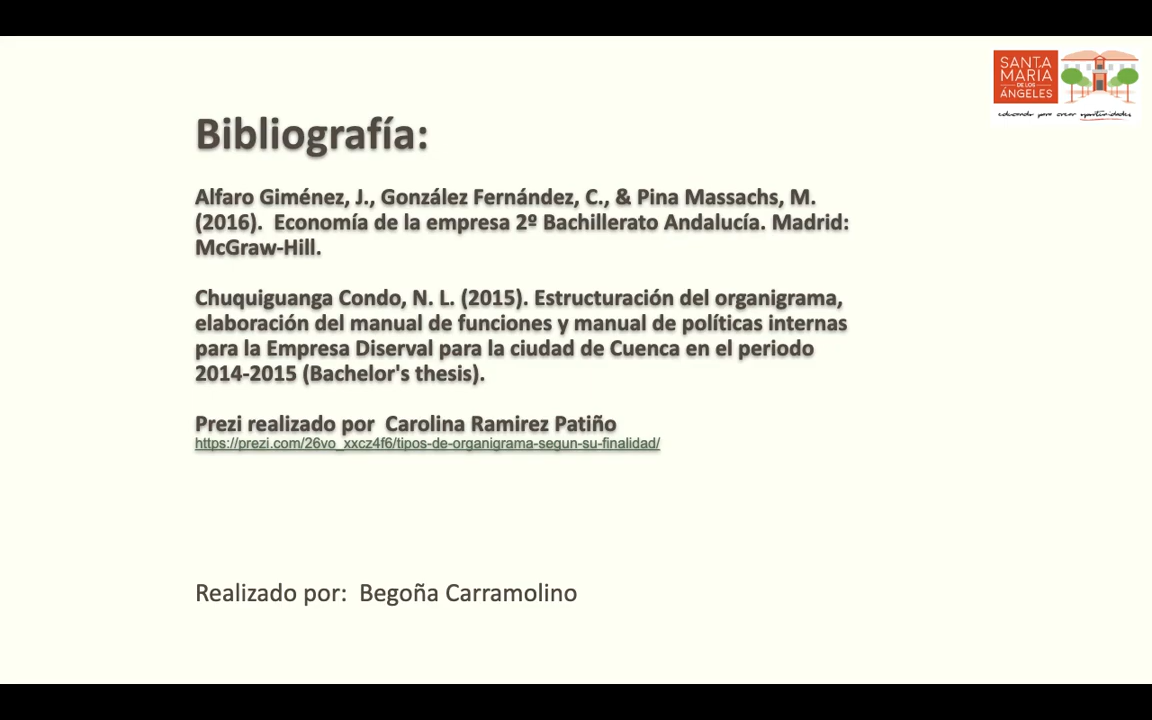 SANTA
MARIA
DE LOS
ÁNGELES
educando para crear oportunidades
Bibliografía:
Alfaro Giménez, J., González Fernández, C., & Pina Massachs, M.
(2016).  Economía de la empresa 2º Bachillerato Andalucía. Madrid:
McGraw-Hill.
Chuquiguanga Condo, N. L. (2015). Estructuración del organigrama,
elaboración del manual de funciones y manual de políticas internas
para la Empresa Diserval para la ciudad de Cuenca en el periodo
2014-2015 (Bachelor's thesis).
Prezi realizado por  Carolina Ramirez Patiño
https://prezi.com/26vo_xxcz4f6/tipos-de-organigrama-segun-su-finalidad/
Realizado por:  Begoña Carramolino